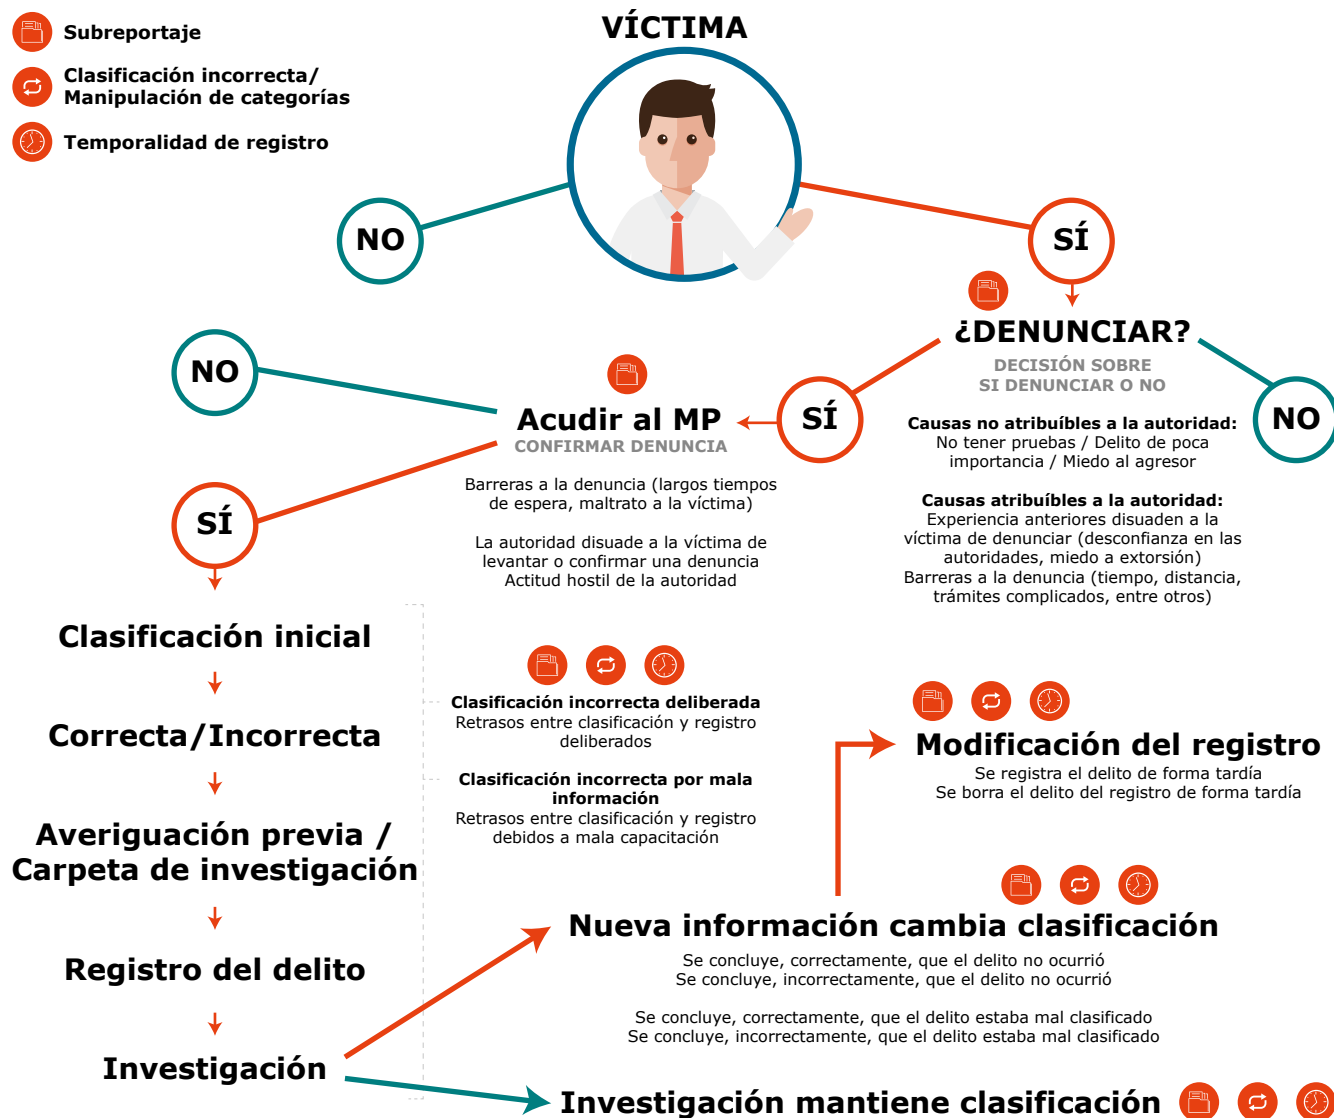 Subreportaje
Clasificación incorrecta/
Manipulación de categorías
Temporalidad de registro
VÍCTIMA
NO
SÍ
¿DENUNCIAR?
DECISIÓN SOBRE
SI DENUNCIAR O NO
Causas no atribuíbles a la autoridad:
No tener pruebas / Delito de poca
importancia / Miedo al agresor
Causas atribuíbles a la autoridad:
Experiencia anteriores disuaden a la
víctima de denunciar (desconfianza en las
autoridades, miedo a extorsión)
Barreras a la denuncia (tiempo, distancia,
trámites complicados, entre otros)
NO
SÍ
Acudir al MP
CONFIRMAR DENUNCIA
Barreras a la denuncia (largos tiempos
de espera, maltrato a la víctima)
La autoridad disuade a la víctima de
levantar o confirmar una denuncia
Actitud hostil de la autoridad
NO
SÍ
Clasificación inicial
Correcta/Incorrecta
Averiguación previa /
Carpeta de investigación
Registro del delito
Investigación
Clasificación incorrecta deliberada
Retrasos entre clasificación y registro
deliberados
Clasificación incorrecta por mala
información
Retrasos entre clasificación y registro
debidos a mala capacitación
Modificación del registro
Se registra el delito de forma tardía
Se borra el delito del registro de forma tardía
Nueva información cambia clasificación
Se concluye, correctamente, que el delito no ocurrió
Se concluye, incorrectamente, que el delito no ocurrió
Se concluye, correctamente, que el delito estaba mal clasificado
Se concluye, incorrectamente, que el delito estaba mal clasificado
Investigación mantiene clasificación